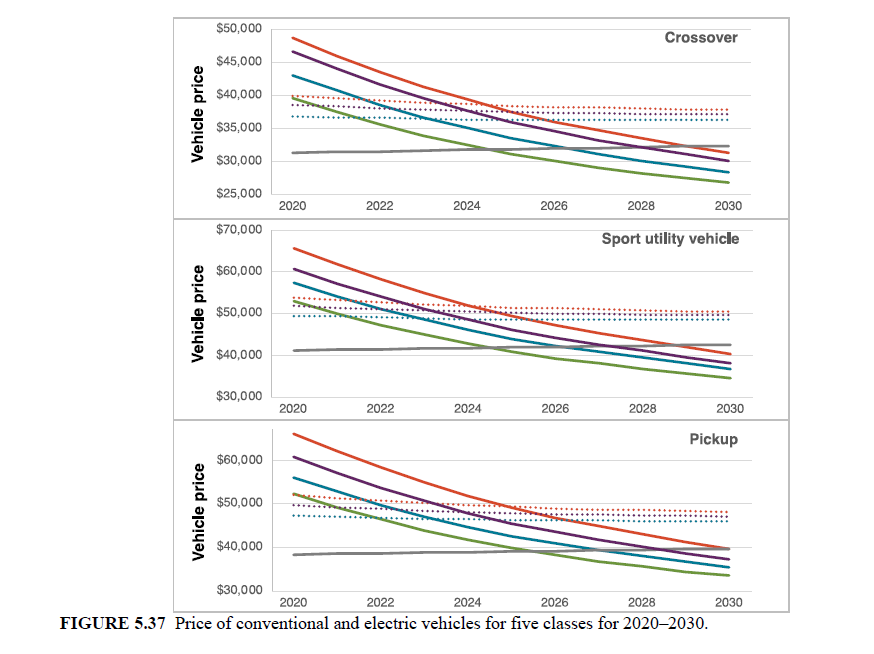 Crossover
Vehicle price
$50,000
$45,000
$40,000
$35,000
$30,000
$25,000
2020 2022 2024 2026 2028 2030
Sport utility vehicle
Vehicle price
$70,000
$60,000
$50,000
$40,000
$30,000
2020 2022 2024 2026 2028 2030
Pickup
Vehicle price
$60,000
$50,000
$40,000
$30,000
2020 2022 2024 2026 2028 2030
FIGURE 5.37 Price of conventional and electric vehicles for five classes for 2020–2030.